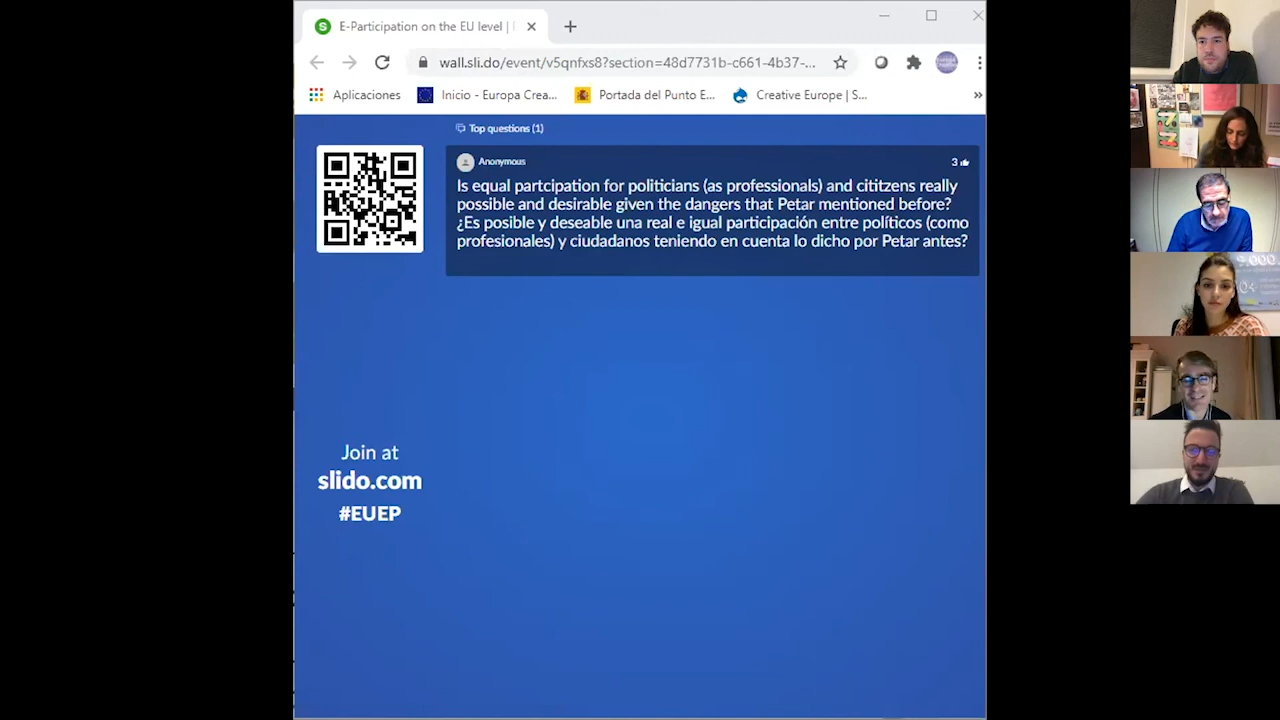 E-Participation on the EU level |
wall.sli.do/event/v5qnfxs8?section=48d7731b-c661-4b37-...
Aplicaciones
Inicio - Europa Crea...
Portada del Punto E...
Creative Europe | S...
»
Top questions (1)
Anonymous
3
Is equal partcipation for politicians (as professionals) and cititzens really
possible and desirable given the dangers that Petar mentioned before?
¿Es posible y deseable una real e igual participación entre políticos (como
profesionales) y ciudadanos teniendo en cuenta lo dicho por Petar antes?
Join at
slido.com
#EUEP